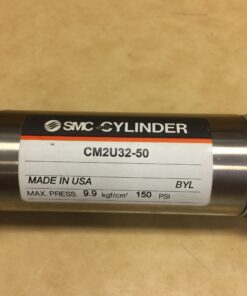 SMC CYLINDER
CM2U32-50
MADE IN USA BYL
MAX. PRESS. 9.9 kgf/cm² 150 PSI